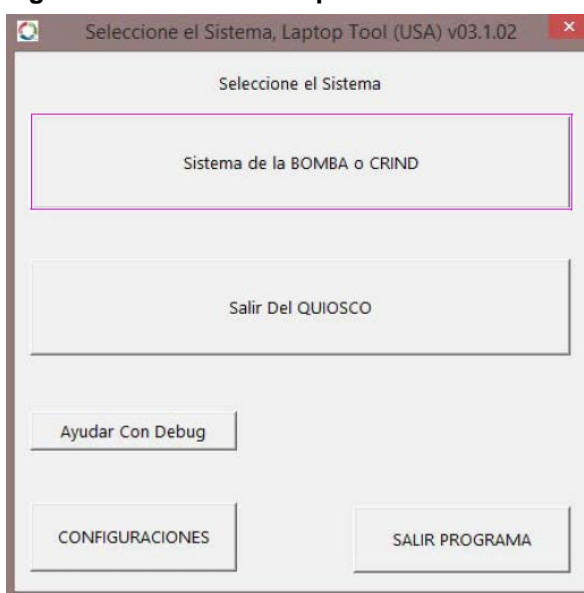 Seleccione el Sistema, Laptop Tool (USA) v03.1.02
Seleccione el Sistema
Sistema de la BOMBA o CRIND
Salir Del QUIOSCO
Ayudar Con Debug
CONFIGURACIONES
SALIR PROGRAMA